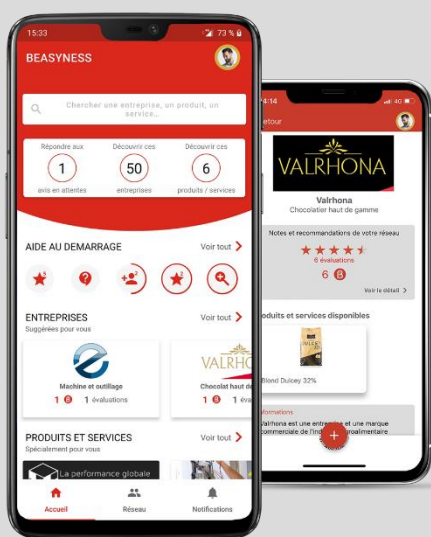 15:33
73 %
BEASYNESS
Chercher une entreprise, un produit, un
service...
Répondre aux
Découvrir ces
Découvrir ces
1
50
6
avis en attentes
entreprises
produits / services
AIDE AU DEMARRAGE
Voir tout
ENTREPRISES
Voir tout
Suggérées pour vous
VALRHO
Machine et outillage
Chocolat haut de
1 B 1 évaluations
1 B 1 éva
PRODUITS ET SERVICES
Voir tout
Spécialement pour vous
La performance globale
Accueil
Réseau
Notifications
4:14
4G
etour
VALRHONA
Valrhona
Chocolatier haut de gamme
Notes et recommandations de votre réseau
6 évaluations
6 B
Voir le détail
oduits et services disponibles
Blond Dulcey 32%
nformations
Valrhona est une entreprise et une marque
commerciale de l'ind
groalimentaire